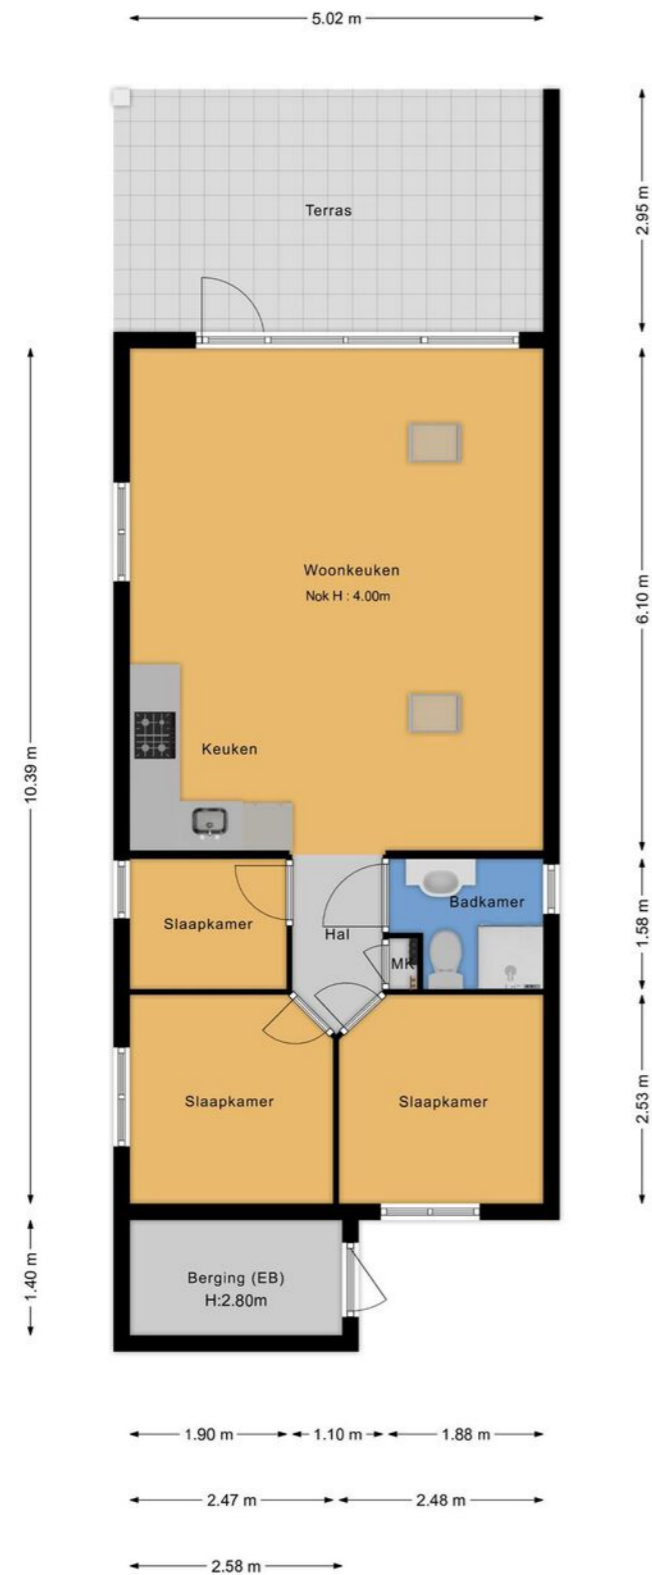 5.02 m
2.95 m
Terras
6.10 m
Woonkeuken
Nok H : 4.00m
10.39 m
Keuken
Badkamer
1.58 m
Slaapkamer
Hal
MK
Slaapkamer
Slaapkamer
2.53 m
1.40 m
Berging (EB)
H:2.80m
1.90 m
1.10 m
1.88 m
2.47 m
2.48 m
2.58 m